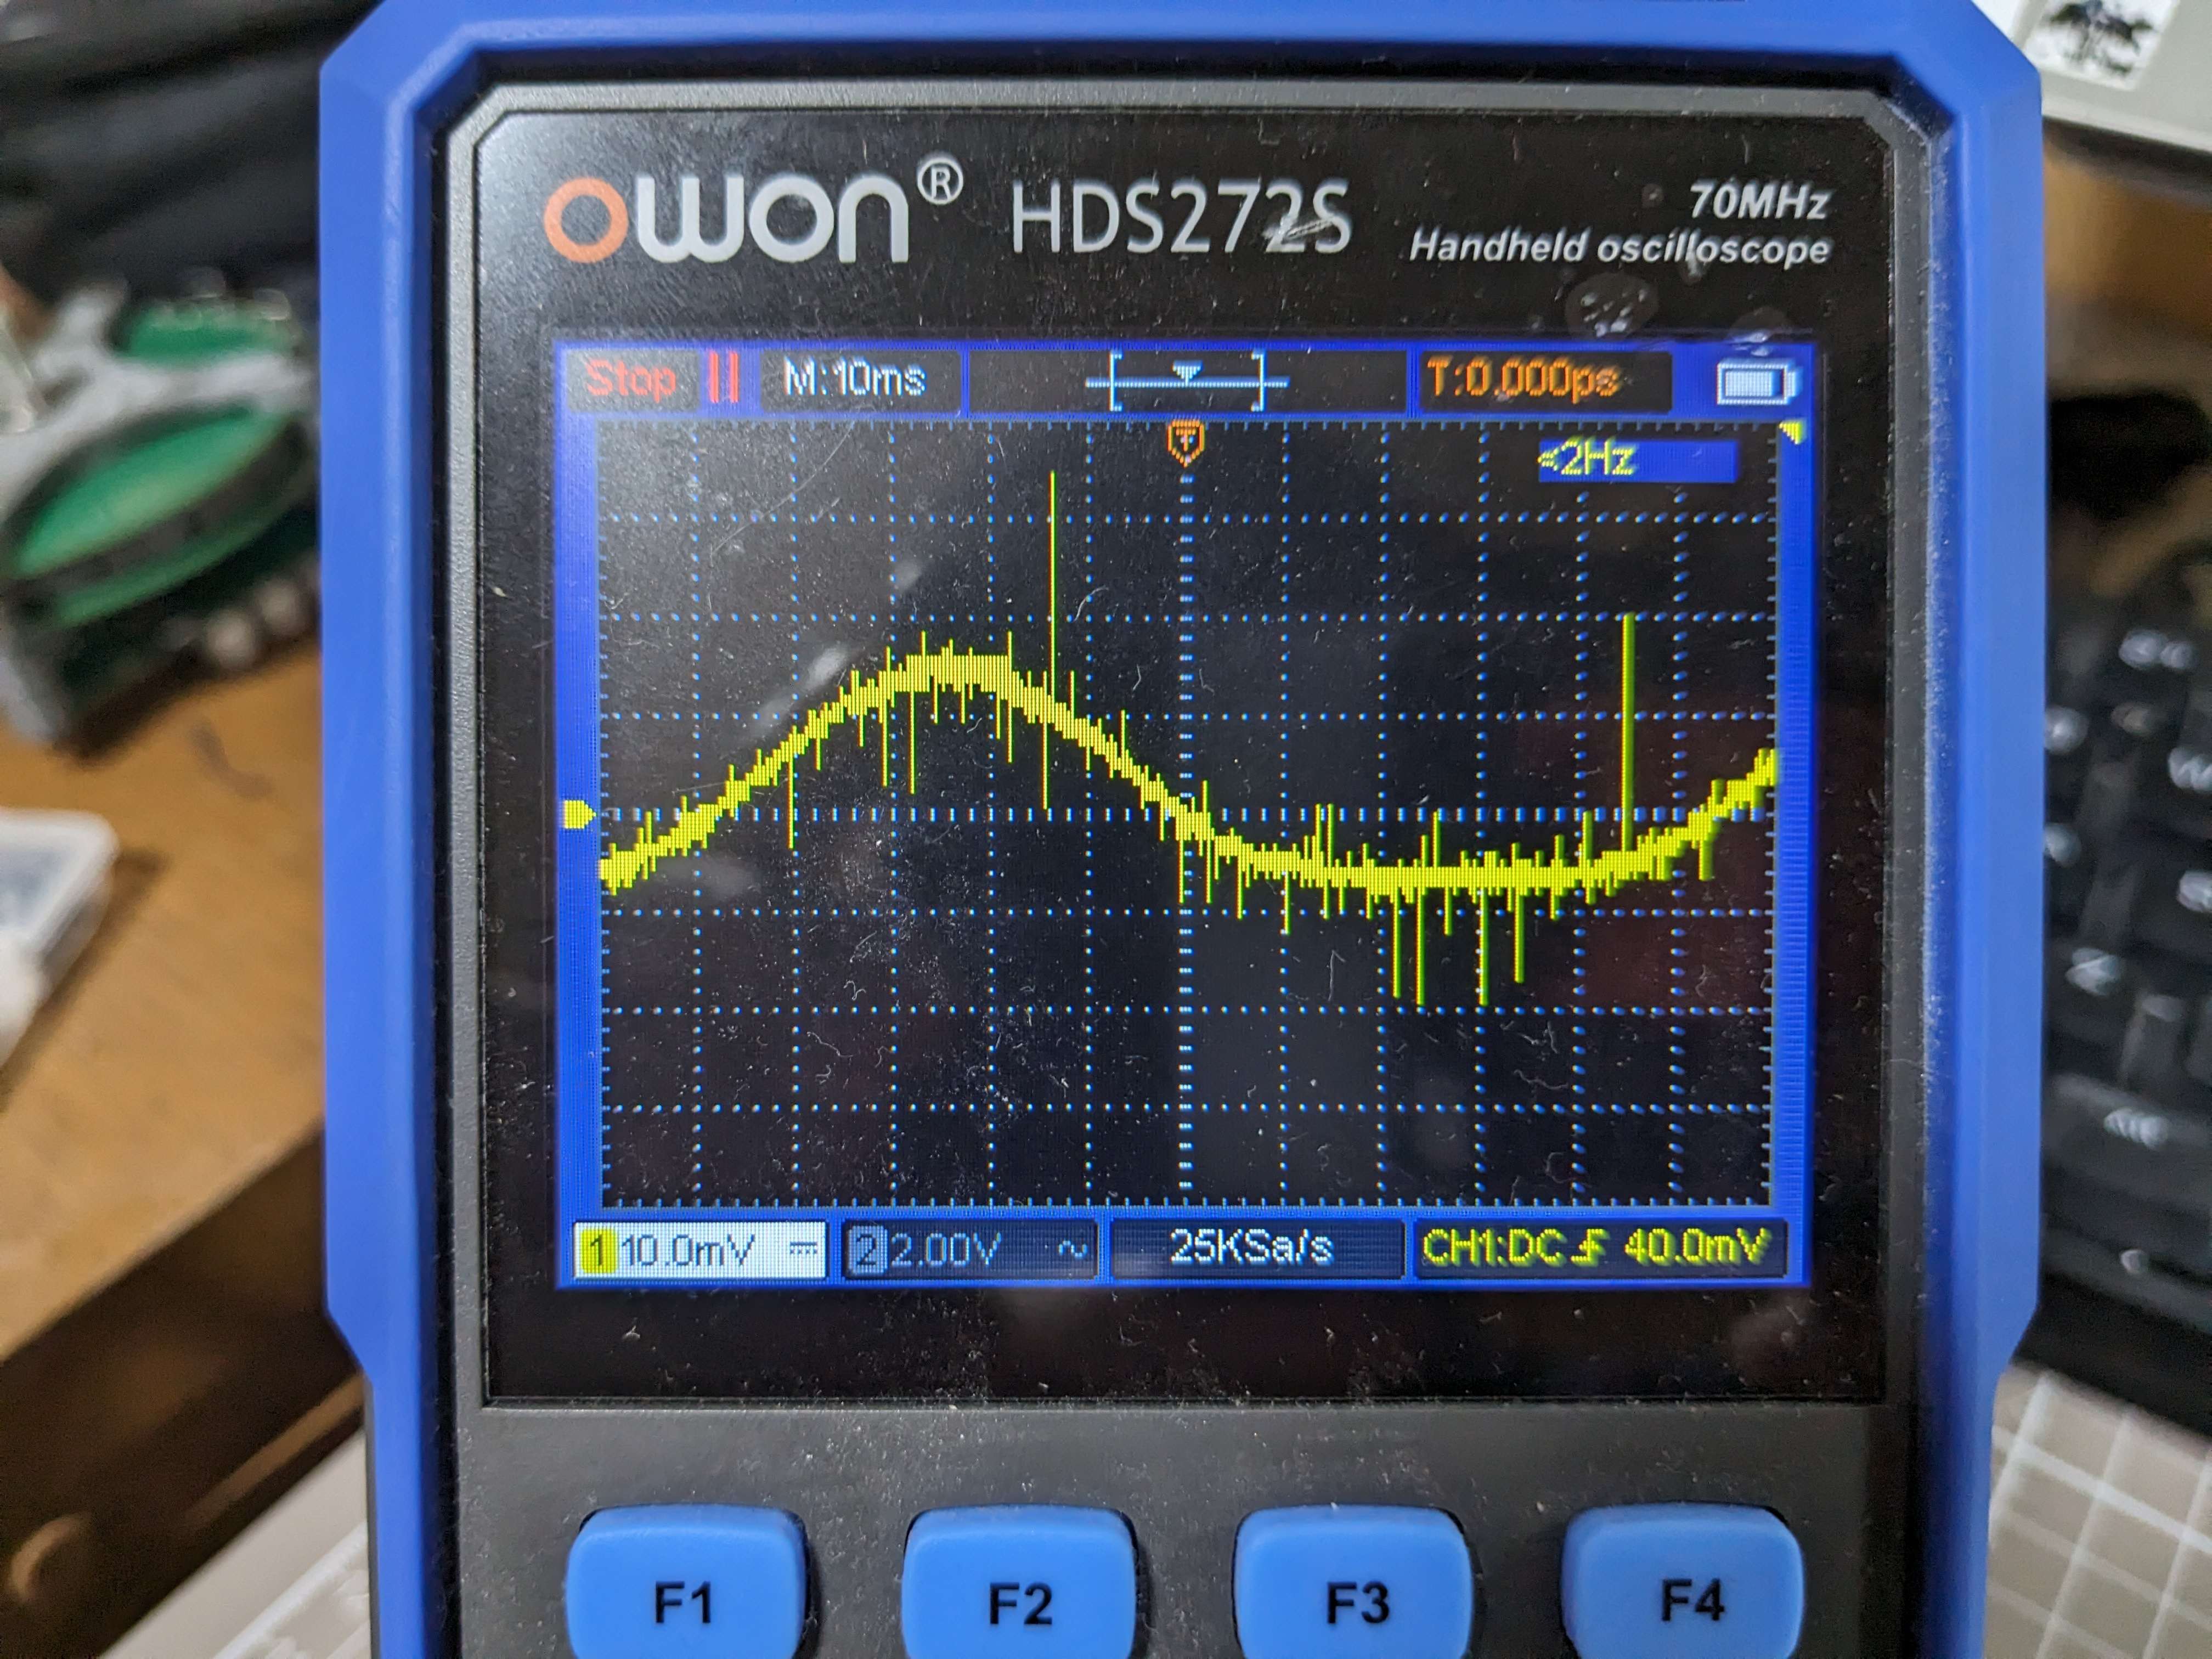 owon® HDS272S
70MHz
Handheld oscilloscope
Stop M:10ms T:0.000ps
T
<2Hz
1 10.0mV 2 2.00V 25KSa/s CH1:DC 40.0mV
F1 F2 F3 F4